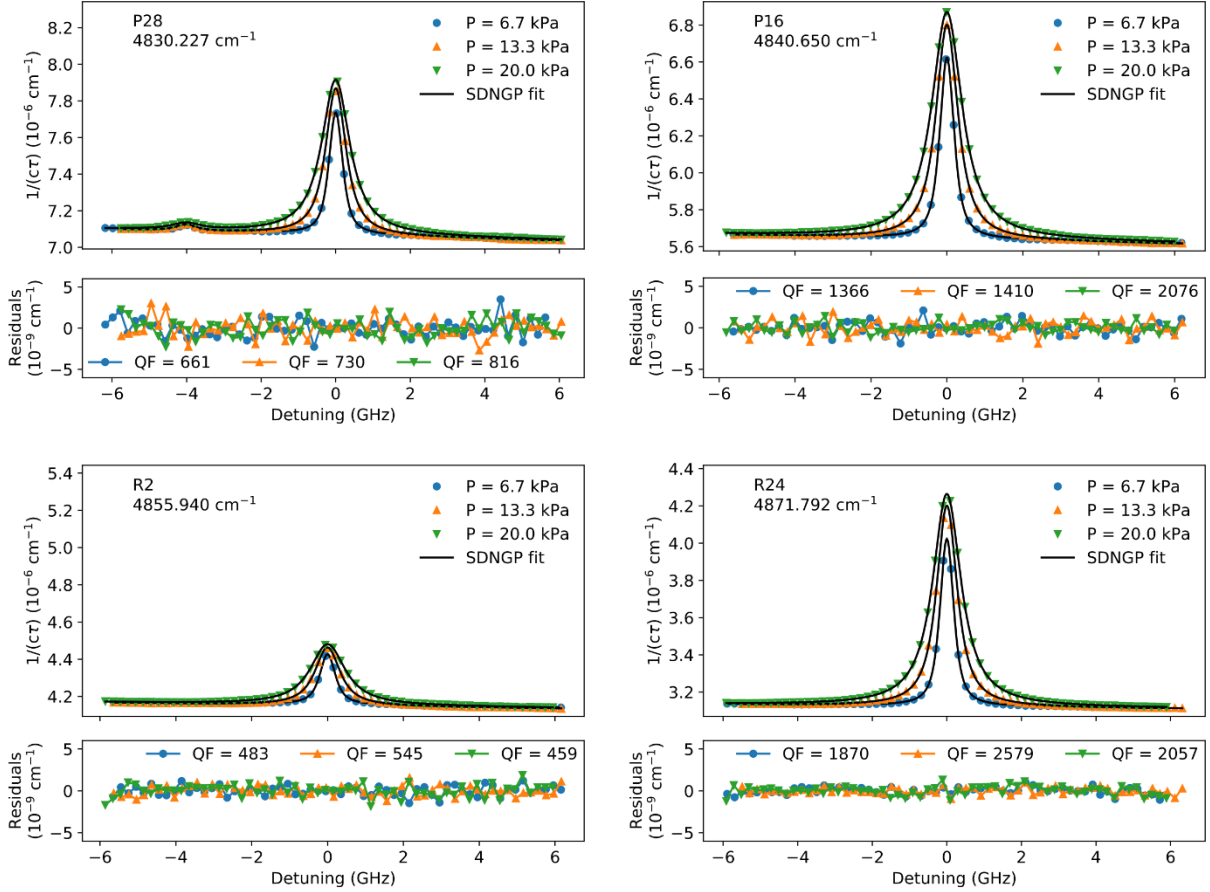 P28
4830.227 cm⁻¹
P = 6.7 kPa
P = 13.3 kPa
P = 20.0 kPa
SDNGP fit
1/(cτ) (10⁻⁶ cm⁻¹)
8.2
8.0
7.8
7.6
7.4
7.2
7.0
Residuals
(10⁻⁹ cm⁻¹)
5
0
−5
QF = 661 QF = 730 QF = 816
−6 −4 −2 0 2 4 6
Detuning (GHz)
P16
4840.650 cm⁻¹
P = 6.7 kPa
P = 13.3 kPa
P = 20.0 kPa
SDNGP fit
1/(cτ) (10⁻⁶ cm⁻¹)
6.8
6.6
6.4
6.2
6.0
5.8
5.6
Residuals
(10⁻⁹ cm⁻¹)
5
0
−5
QF = 1366 QF = 1410 QF = 2076
−6 −4 −2 0 2 4 6
Detuning (GHz)
R2
4855.940 cm⁻¹
P = 6.7 kPa
P = 13.3 kPa
P = 20.0 kPa
SDNGP fit
1/(cτ) (10⁻⁶ cm⁻¹)
5.4
5.2
5.0
4.8
4.6
4.4
4.2
Residuals
(10⁻⁹ cm⁻¹)
5
0
−5
QF = 483 QF = 545 QF = 459
−6 −4 −2 0 2 4 6
Detuning (GHz)
R24
4871.792 cm⁻¹
P = 6.7 kPa
P = 13.3 kPa
P = 20.0 kPa
SDNGP fit
1/(cτ) (10⁻⁶ cm⁻¹)
4.4
4.2
4.0
3.8
3.6
3.4
3.2
Residuals
(10⁻⁹ cm⁻¹)
5
0
−5
QF = 1870 QF = 2579 QF = 2057
−6 −4 −2 0 2 4 6
Detuning (GHz)